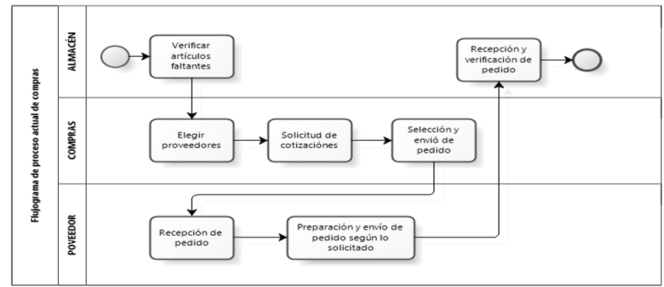 Flujograma de proceso actual de compras
ALMACÉN
Verificar
artículos
faltantes
Recepción y
verificación de
pedido
COMPRAS
Elegir
proveedores
Solicitud de
cotizaciónes
Selección y
envió de
pedido
POVEEDOR
Recepción de
pedido
Preparación y envío de
pedido según lo
solicitado